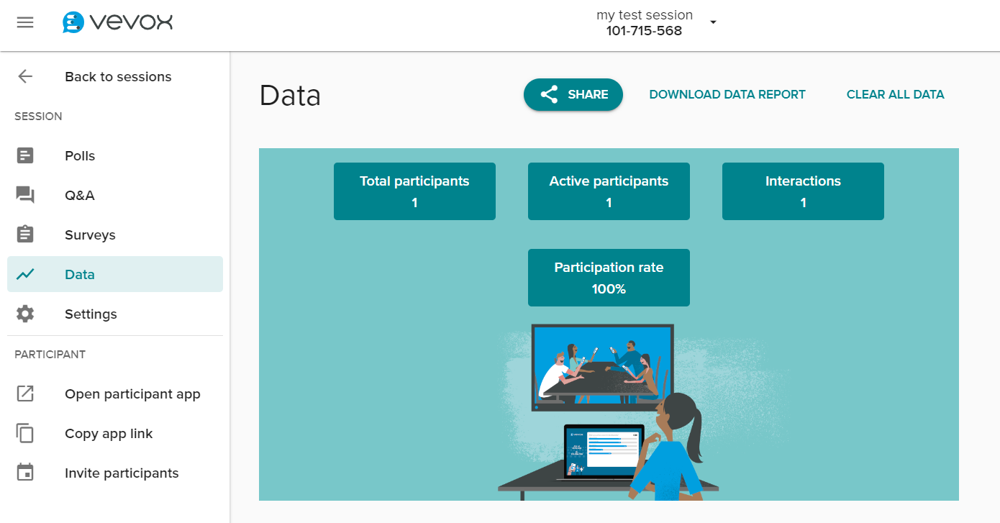 vevox
my test session
101-715-568
Back to sessions
SESSION
Polls
Q&A
Surveys
Data
Settings
PARTICIPANT
Open participant app
Copy app link
Invite participants
Data
SHARE
DOWNLOAD DATA REPORT
CLEAR ALL DATA
Total participants
1
Active participants
1
Interactions
1
Participation rate
100%
vevox